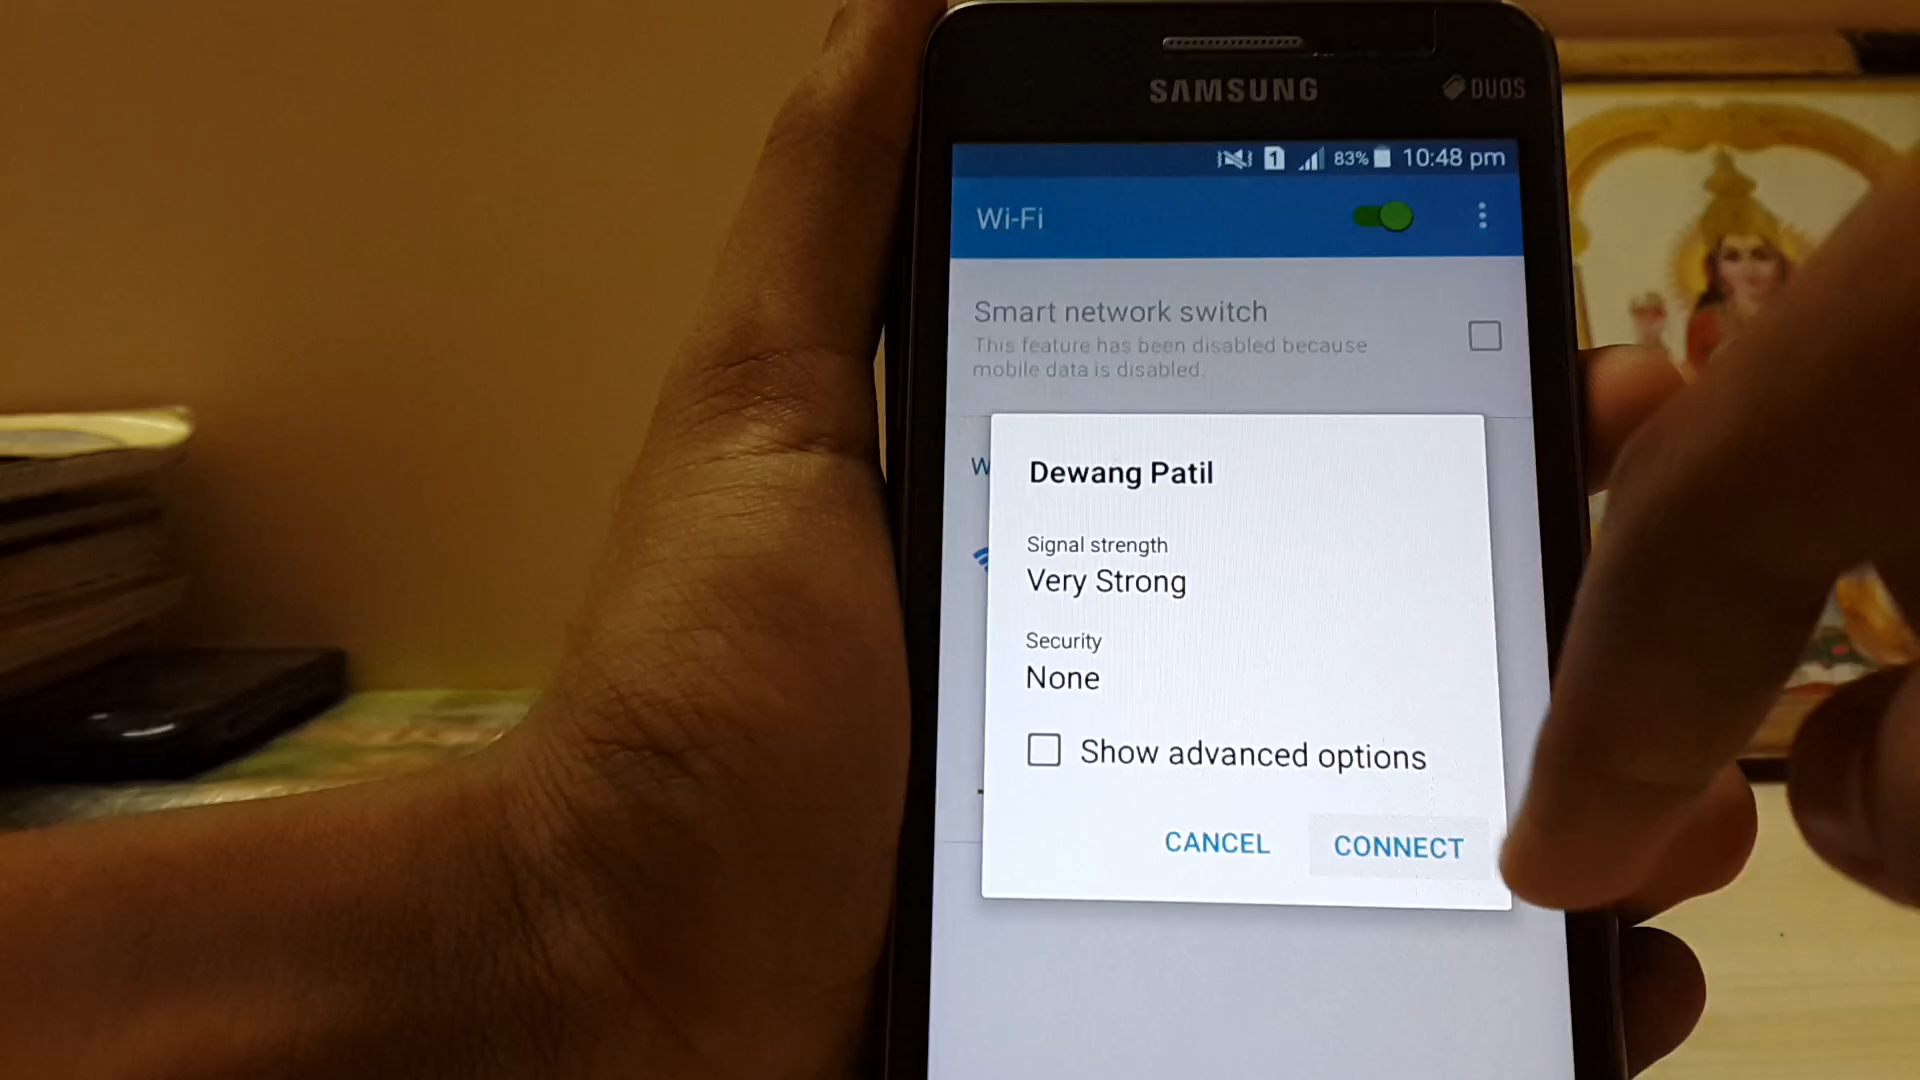 SAMSUNG
DUOS
1 83% 10:48 pm
Wi-Fi
Smart network switch
This feature has been disabled because
mobile data is disabled.
W
Dewang Patil
Signal strength
Very Strong
Security
None
Show advanced options
CANCEL CONNECT